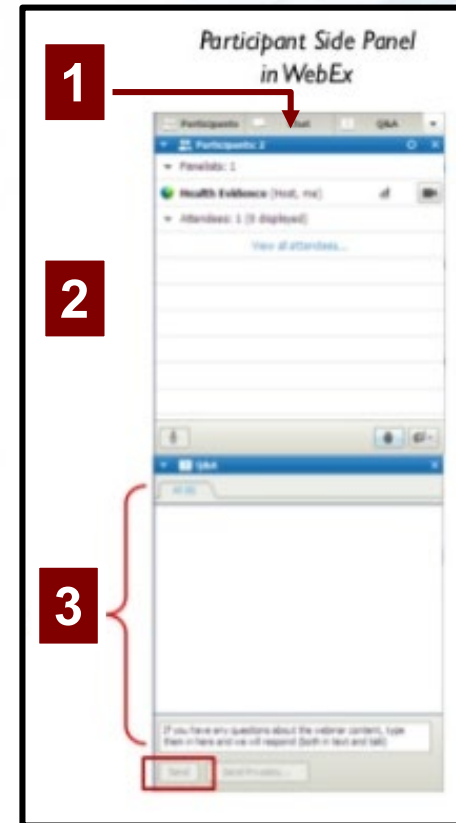 Participant Side Panel
in WebEx
1
Participants Chat Q&A
Participants: 2
Panelists: 1
Health Evidence (Host, me)
Attendees: 1 (0 displayed)
View all attendees...
2
Q&A
All (0)
3
If you have any questions about the webinar content, type
them in here and we will respond (both in text and talk)
Send Send Privately...